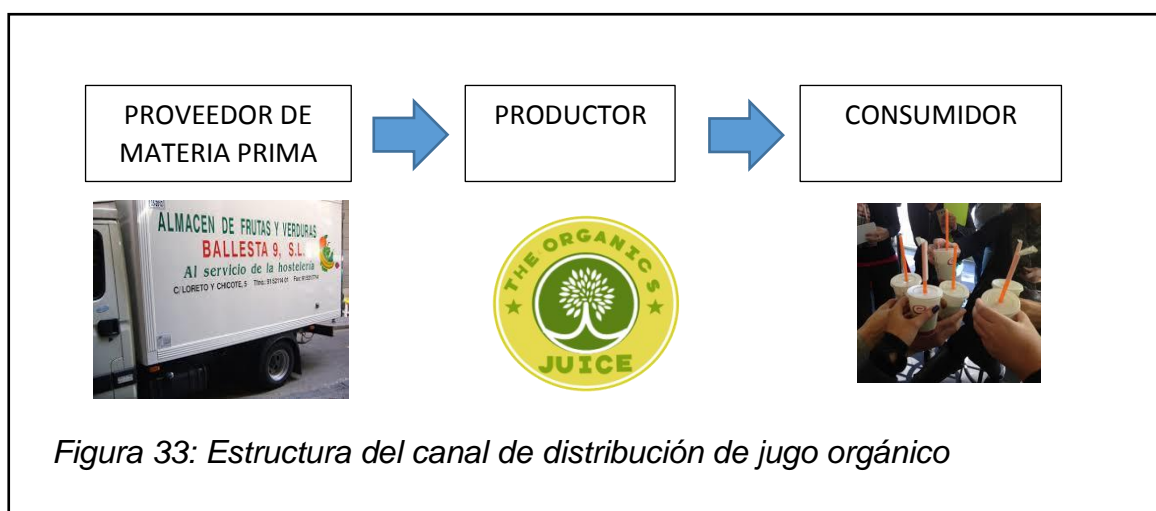 PROVEEDOR DE
MATERIA PRIMA
PRODUCTOR
CONSUMIDOR
ALMACEN DE FRUTAS Y VERDURAS
BALLESTA 9, S.L.
Al servicio de la hostelería
C/ LORETO Y CHICOTE, 5
THE ORGANICS
JUICE
Figura 33: Estructura del canal de distribución de jugo orgánico